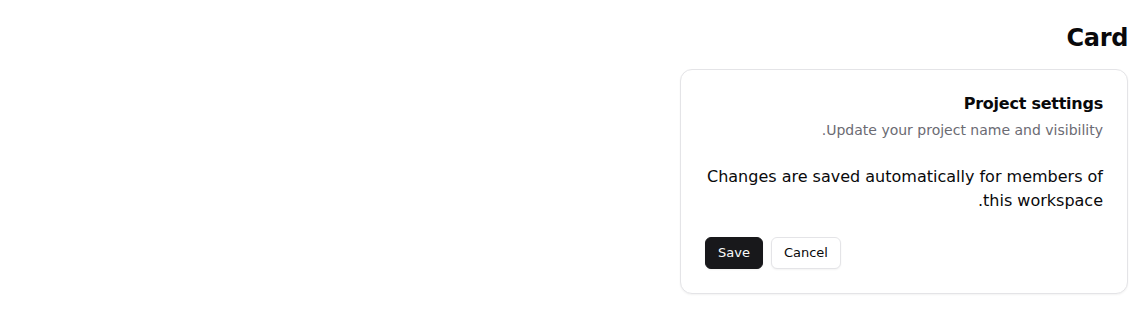 Card
Project settings
.Update your project name and visibility
Changes are saved automatically for members of
.this workspace
Save Cancel